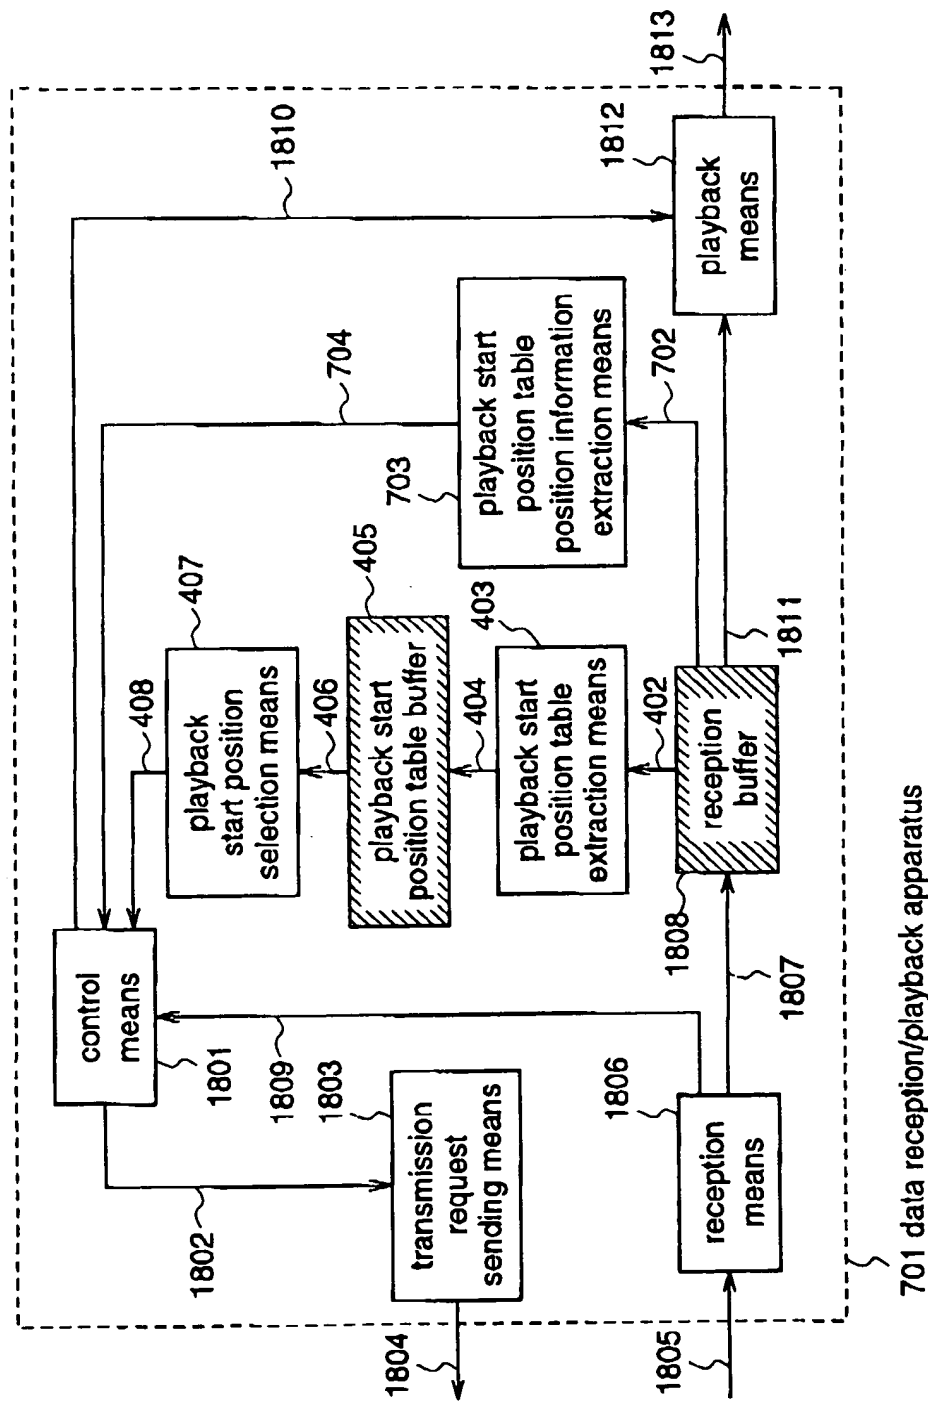 1810
1813
1812
playback
means
704
702
703
playback start
position table
position information
extraction means
407
405
403
408
playback
start position
selection means
406
playback start
position table buffer
404
playback start
position table
extraction means
402
1811
reception
buffer
1808
1807
control
means
1801
1809
1803
1806
1802
transmission
request
sending means
reception
means
1804
1805
701 data reception/playback apparatus